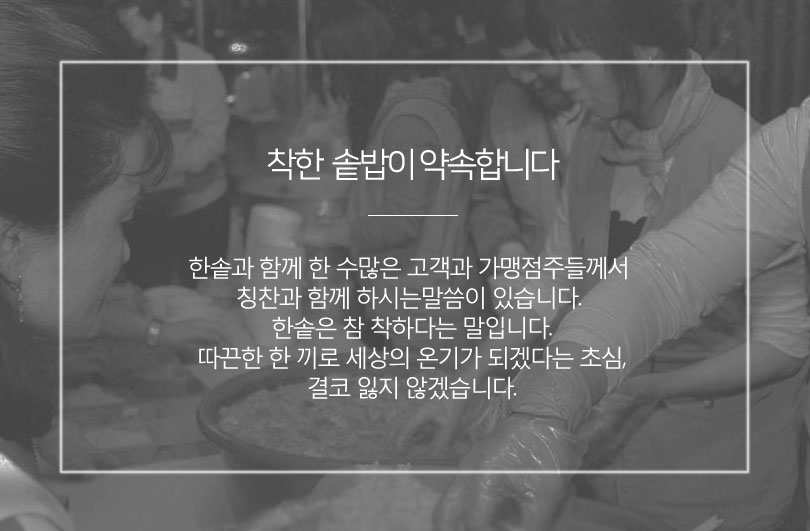 착한 솥밥이 약속합니다
한솥과 함께 한 수많은 고객과 가맹점주들께서
칭찬과 함께 하시는말씀이 있습니다.
한솥은 참 착하다는 말입니다.
따끈한 한 끼로 세상의 온기가 되겠다는 초심,
결코 잃지 않겠습니다.